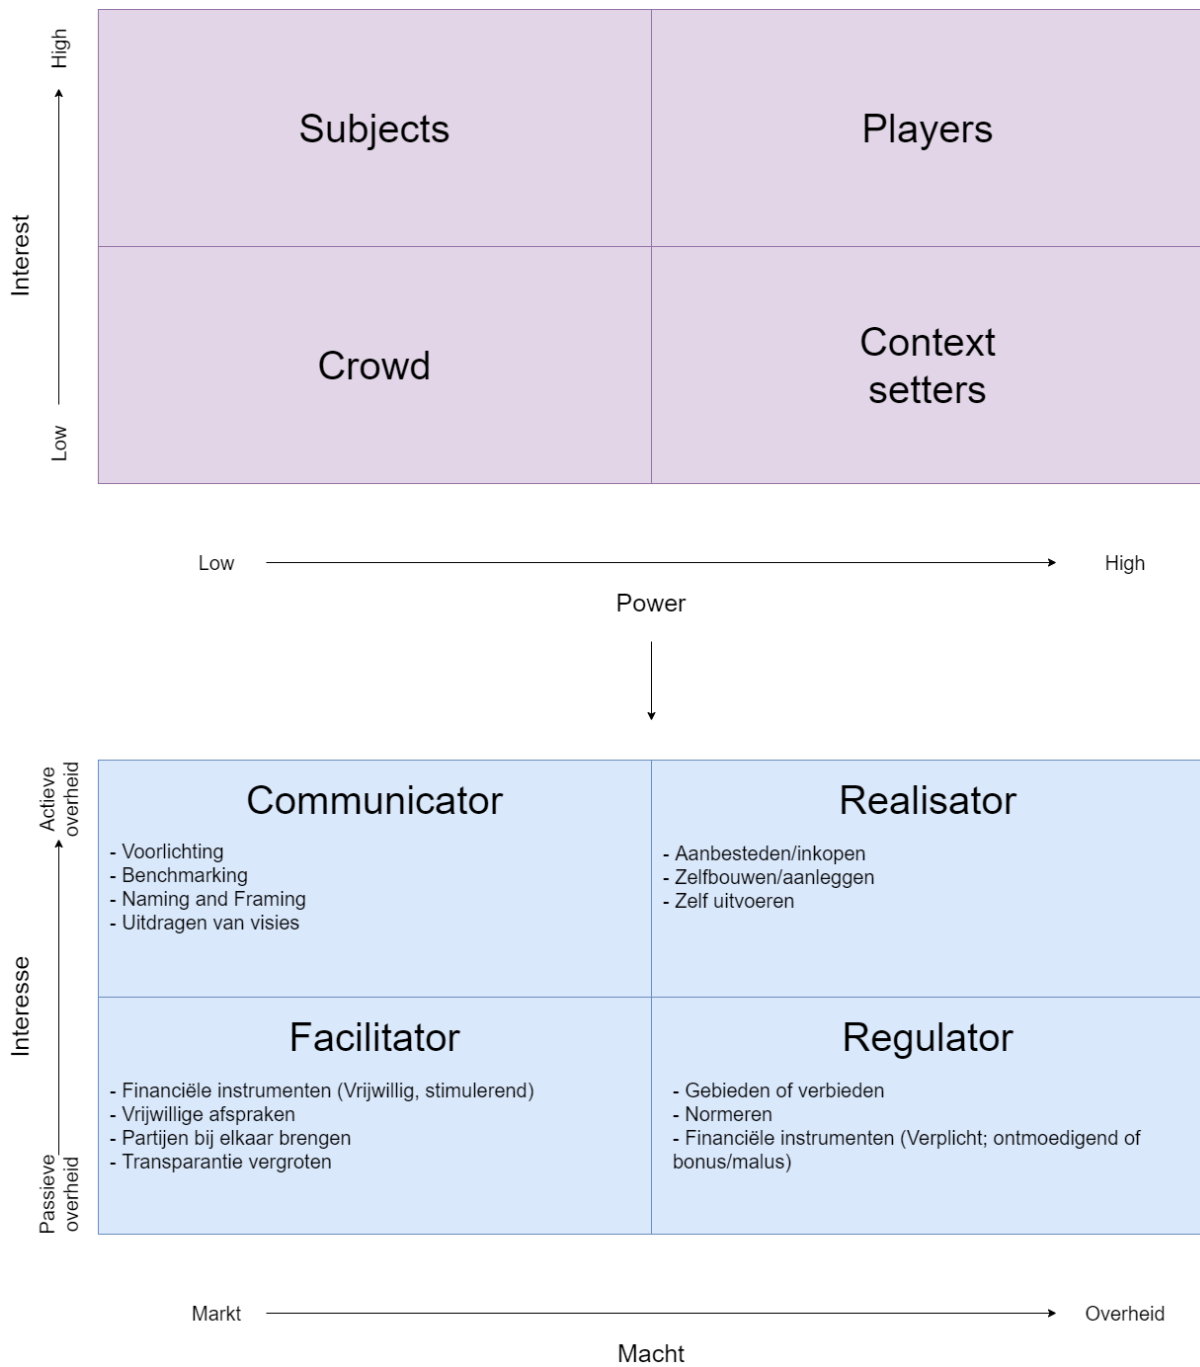 High
Subjects
Players
Interest
Crowd
Context
setters
Low
Low
High
Power
Actieve
overheid
Communicator
- Voorlichting
- Benchmarking
- Naming and Framing
- Uitdragen van visies
Realisator
- Aanbesteden/inkopen
- Zelfbouwen/aanleggen
- Zelf uitvoeren
Interesse
Facilitator
- Financiële instrumenten (Vrijwillig, stimulerend)
- Vrijwillige afspraken
- Partijen bij elkaar brengen
- Transparantie vergroten
Regulator
- Gebieden of verbieden
- Normeren
- Financiële instrumenten (Verplicht; ontmoedigend of
bonus/malus)
Passieve
overheid
Markt
Overheid
Macht